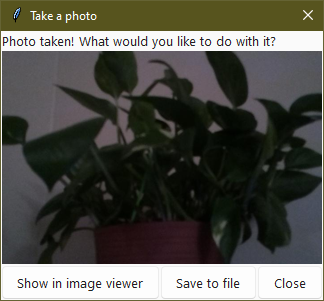 Take a photo
Photo taken! What would you like to do with it?
Show in image viewer
Save to file
Close